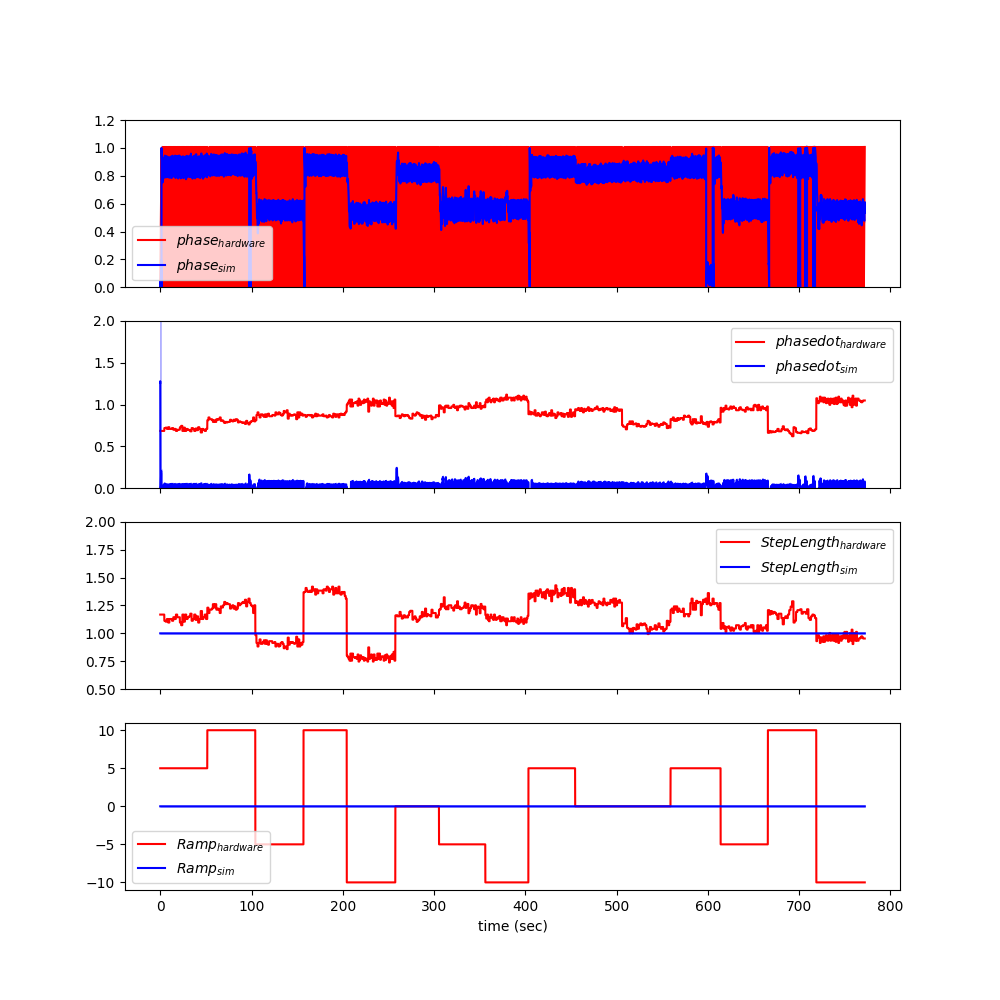 1.2
1.0
0.8
0.6
0.4
0.2
0.0
phase_hardware
phase_sim
2.0
1.5
1.0
0.5
0.0
phasedot_hardware
phasedot_sim
2.00
1.75
1.50
1.25
1.00
0.75
0.50
StepLength_hardware
StepLength_sim
10
5
0
−5
−10
Ramp_hardware
Ramp_sim
0 100 200 300 400 500 600 700 800
time (sec)